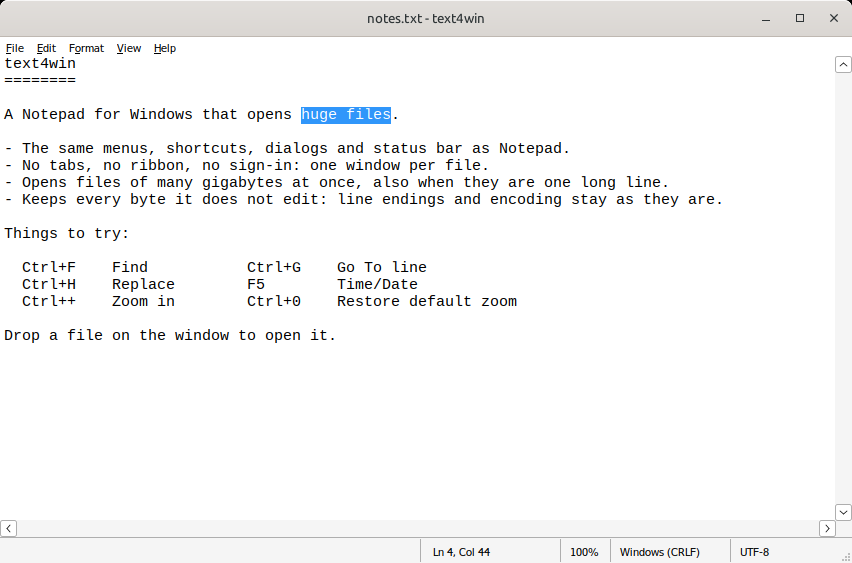 notes.txt - text4win
File Edit Format View Help
text4win
========
A Notepad for Windows that opens huge files.
- The same menus, shortcuts, dialogs and status bar as Notepad.
- No tabs, no ribbon, no sign-in: one window per file.
- Opens files of many gigabytes at once, also when they are one long line.
- Keeps every byte it does not edit: line endings and encoding stay as they are.
Things to try:
Ctrl+F    Find           Ctrl+G    Go To line
Ctrl+H    Replace        F5        Time/Date
Ctrl++    Zoom in        Ctrl+0    Restore default zoom
Drop a file on the window to open it.
Ln 4, Col 44 100% Windows (CRLF) UTF-8